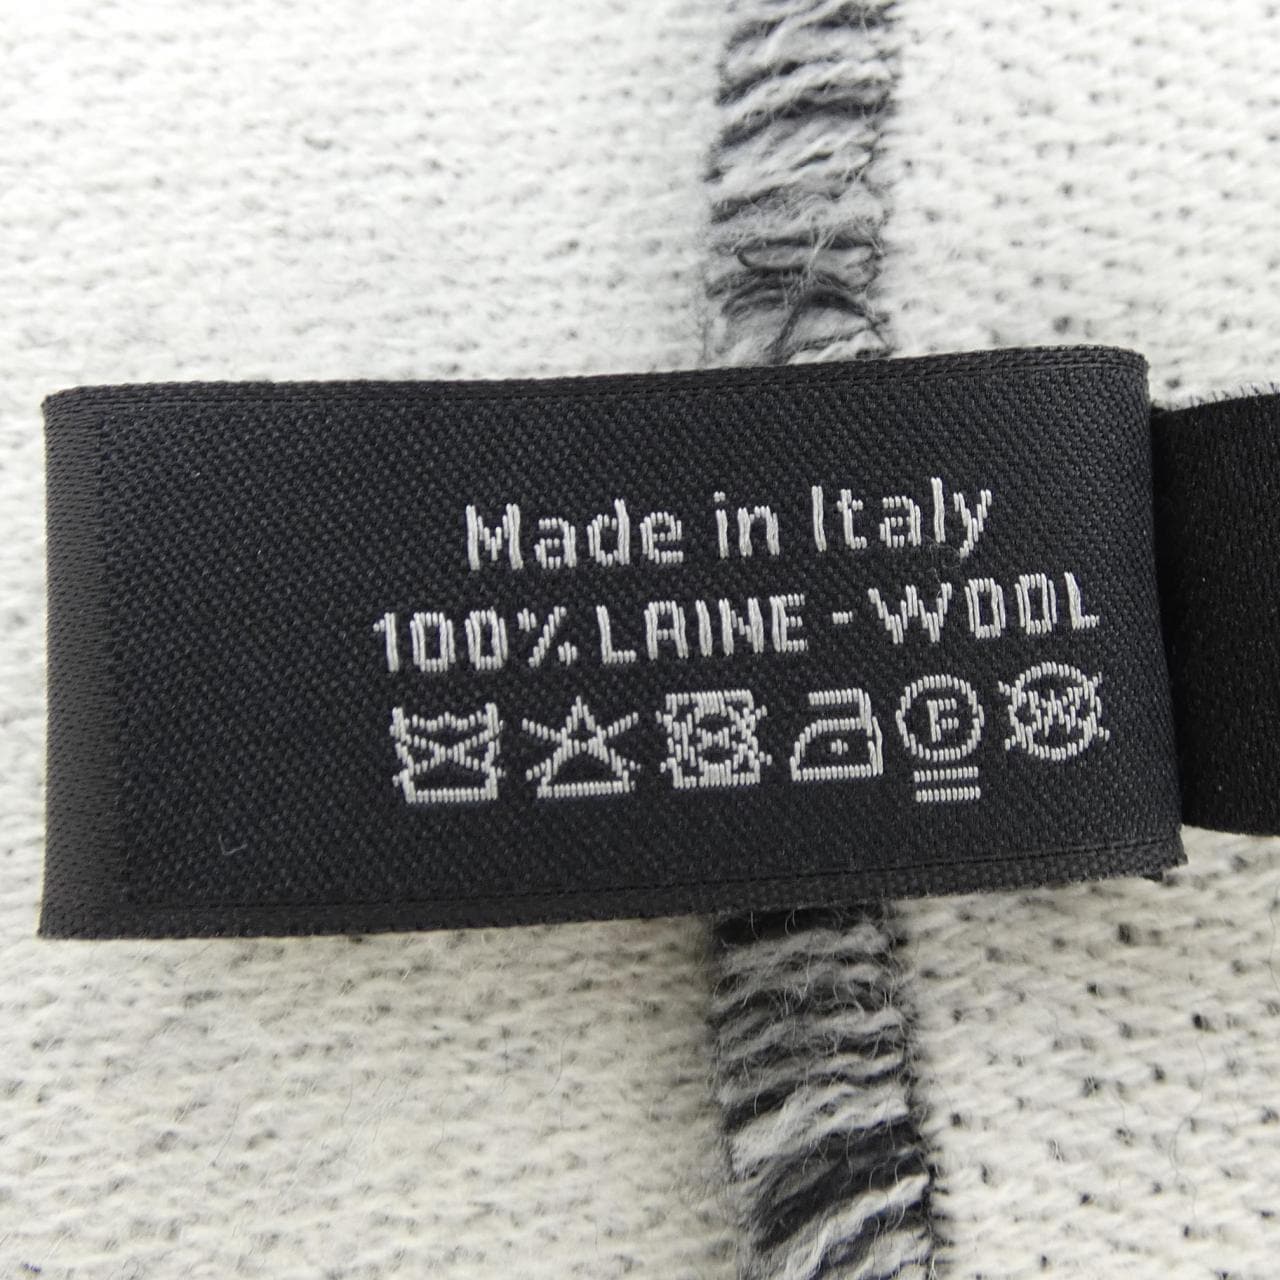 Made in Italy
100% LAINE - WOOL
F W